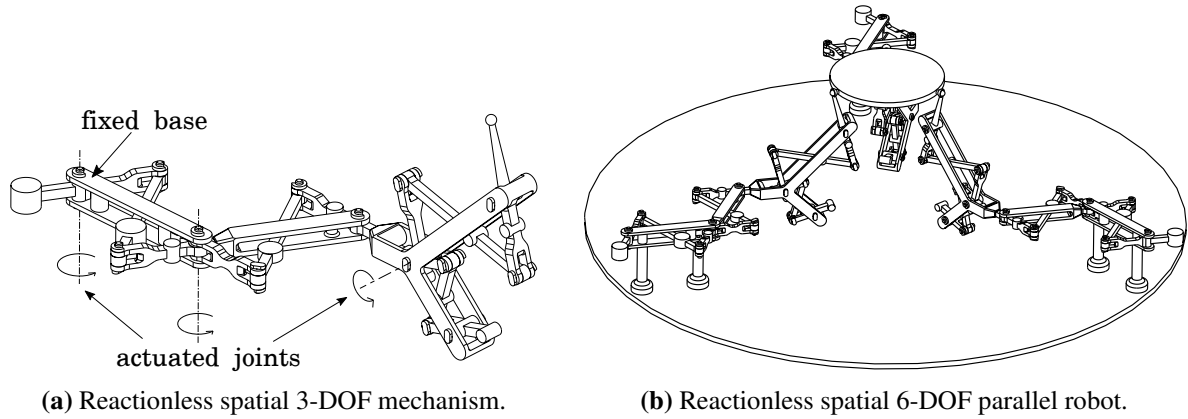 fixed base
actuated joints
(a) Reactionless spatial 3-DOF mechanism.
(b) Reactionless spatial 6-DOF parallel robot.